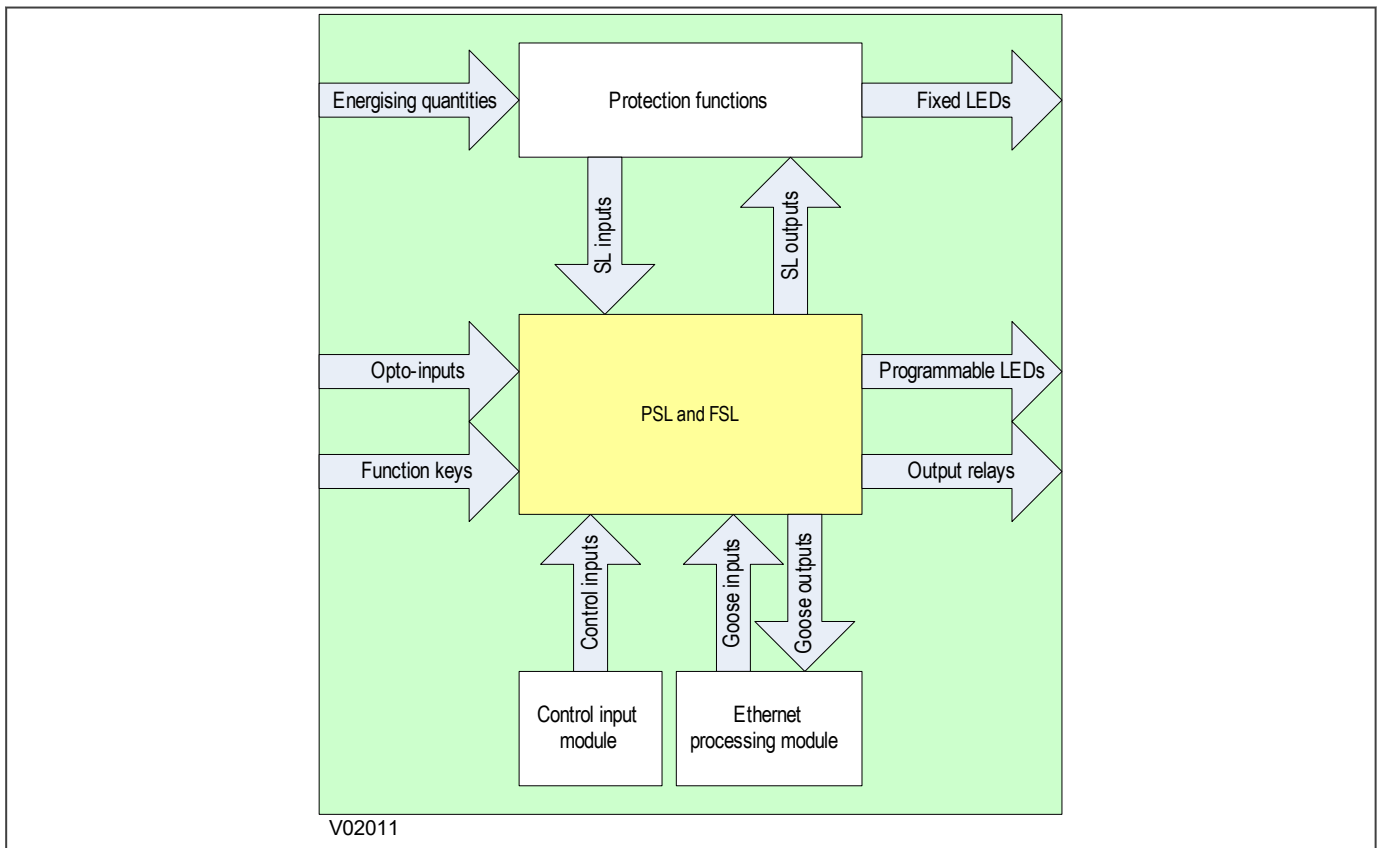 Energising quantities
Protection functions
Fixed LEDs
SL inputs
SL outputs
Opto-inputs
Programmable LEDs
PSL and FSL
Function keys
Output relays
Control inputs
Goose inputs
Goose outputs
Control input
module
Ethernet
processing module
V02011